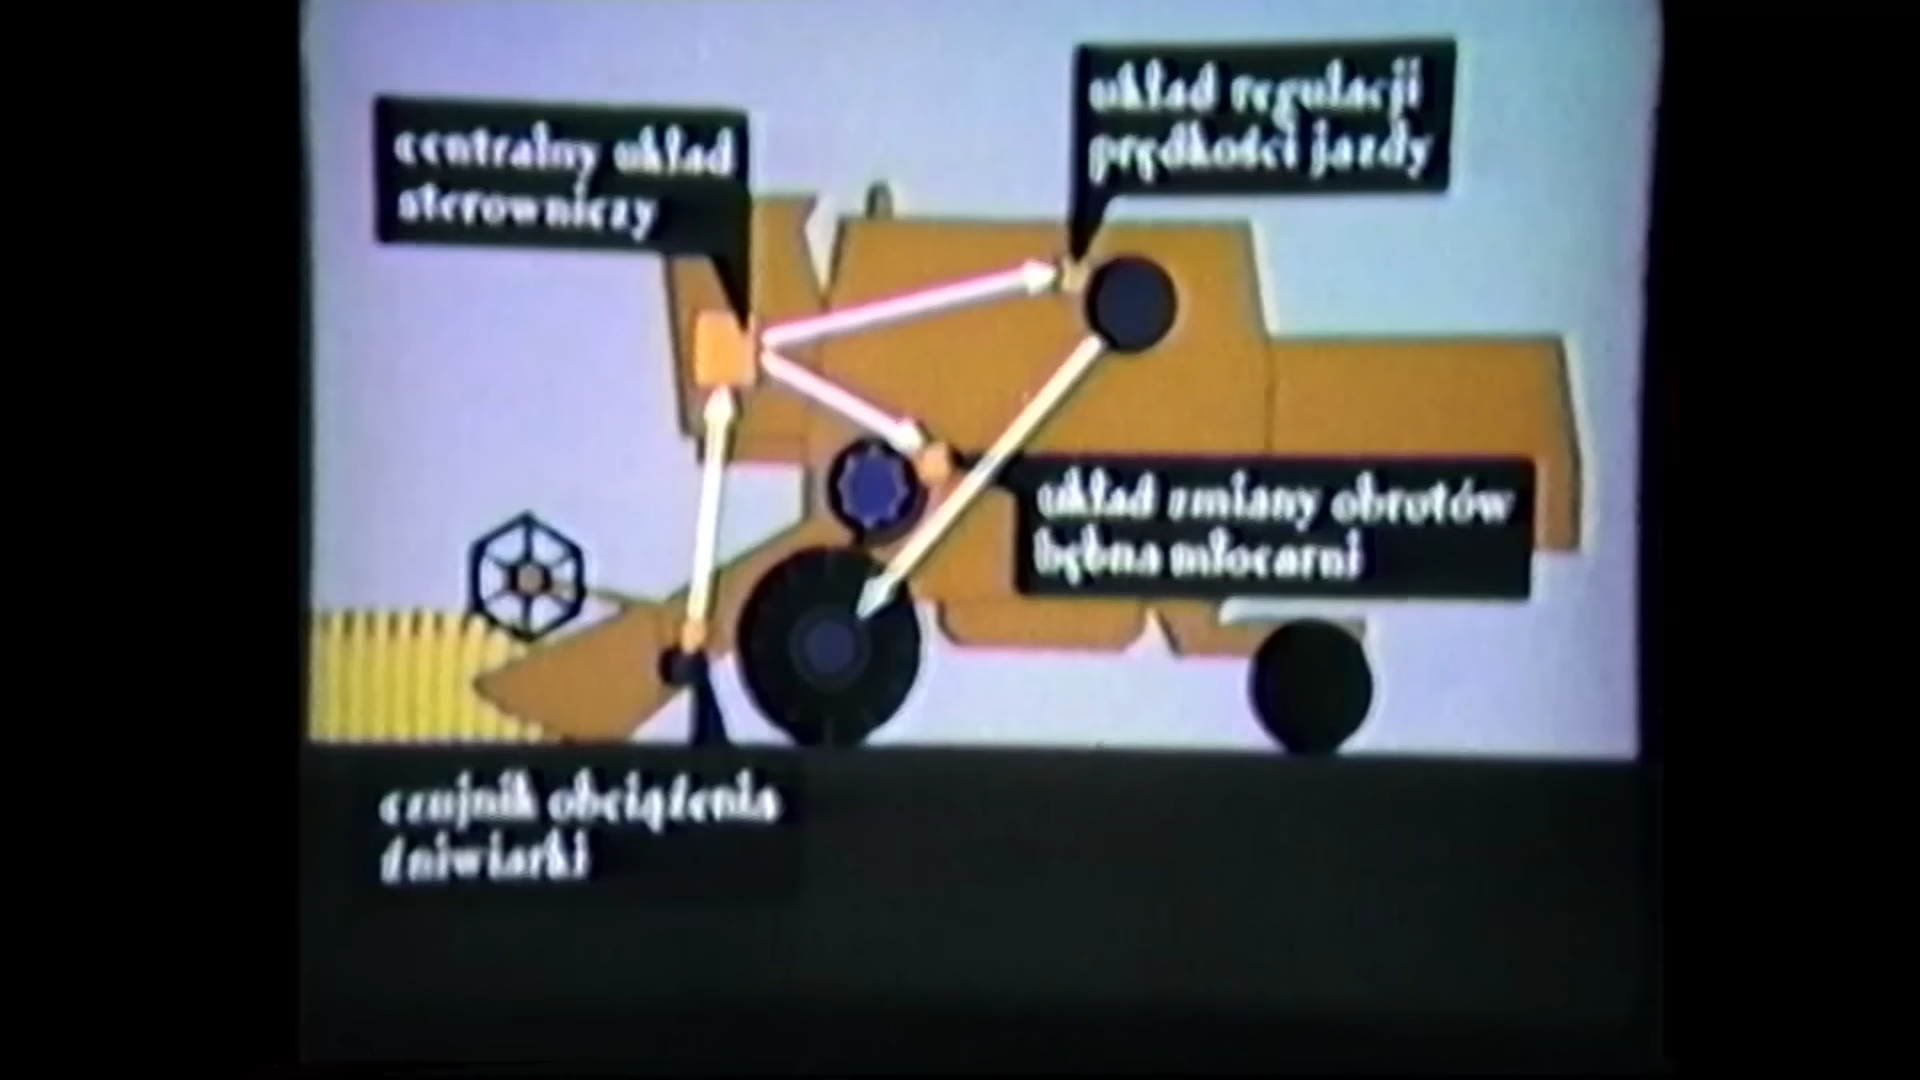 centralny układ
sterowniczy
układ regulacji
prędkości jazdy
układ zmiany obrotów
bębna młocarni
czujnik obciążenia
żniwiarki